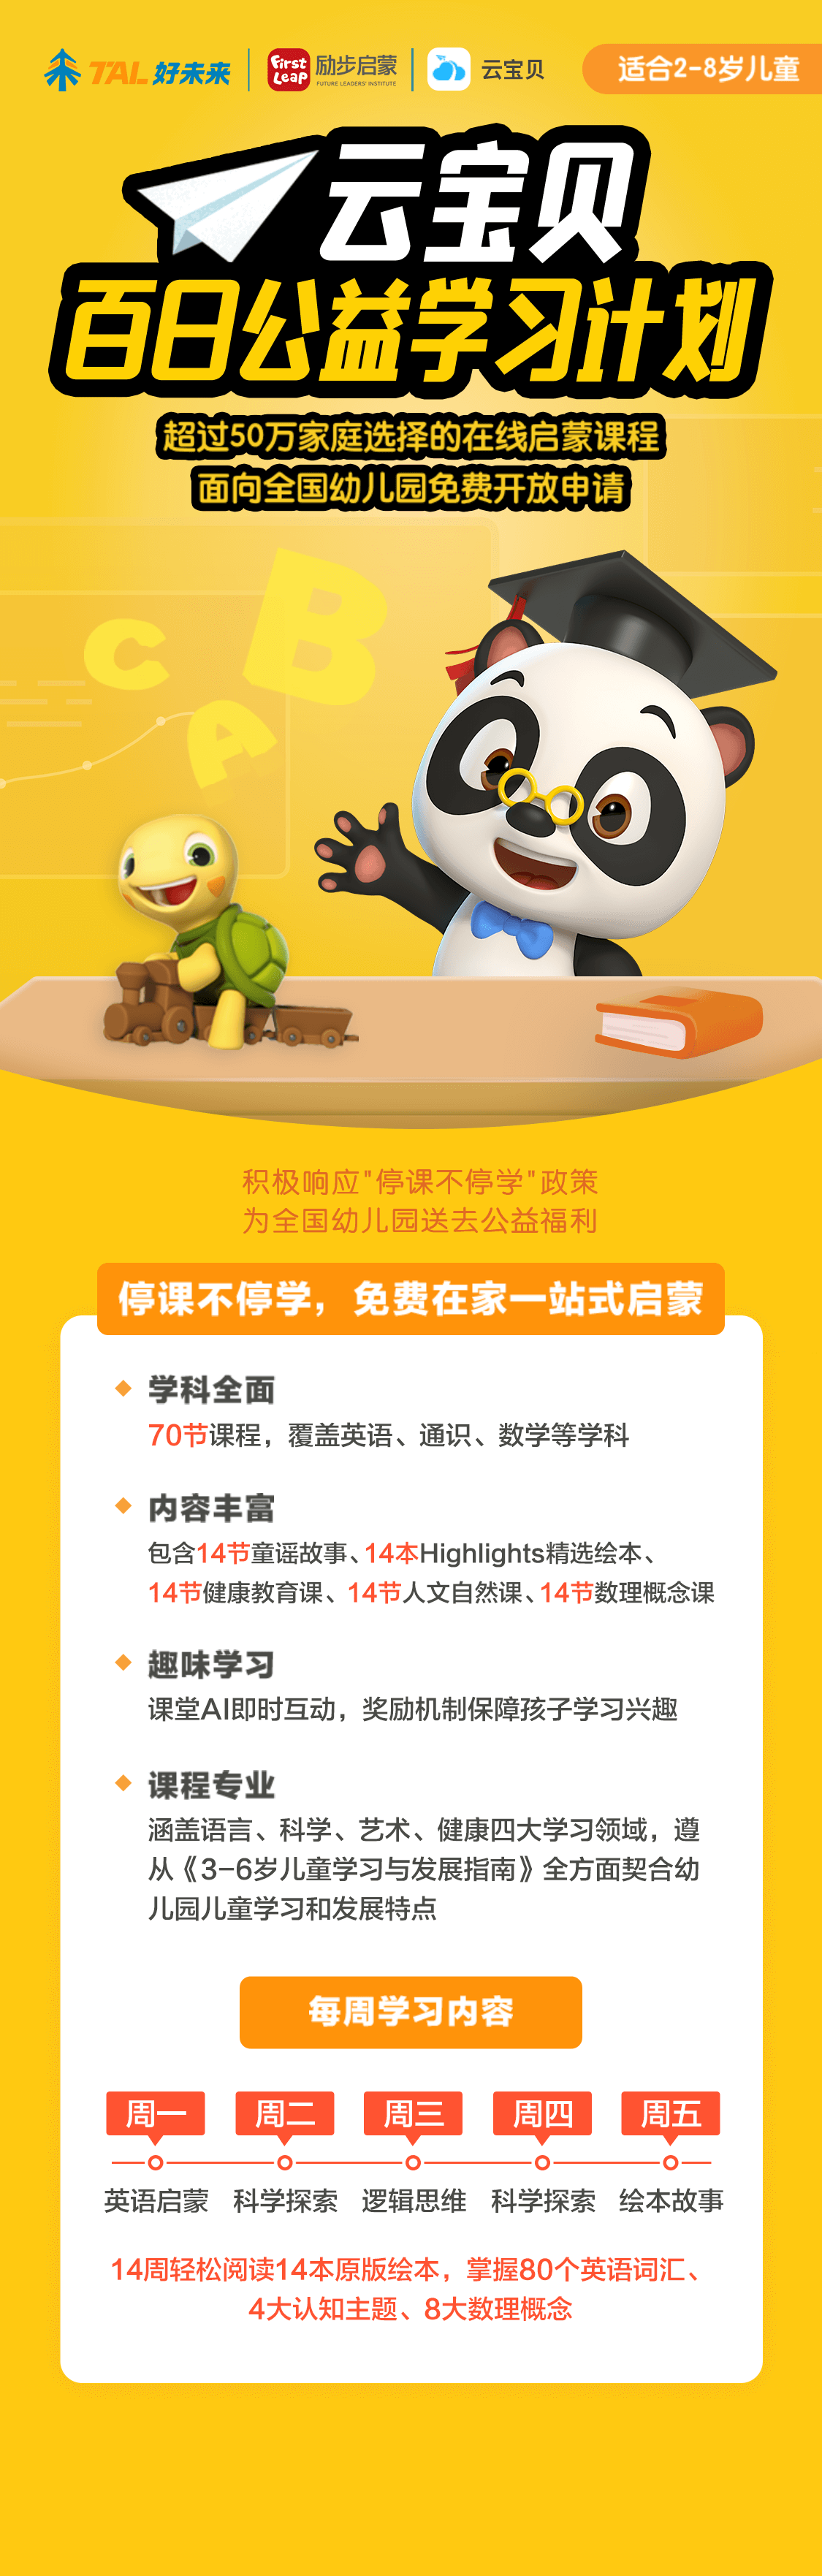 TAL 好未来
First Leap
励步启蒙
FUTURE LEADERS' INSTITUTE
云宝贝
适合2-8岁儿童
云宝贝
百日公益学习计划
超过50万家庭选择的在线启蒙课程
面向全国幼儿园免费开放申请
C
B
A
积极响应"停课不停学"政策
为全国幼儿园送去公益福利
停课不停学，免费在家一站式启蒙
学科全面
70节课程，覆盖英语、通识、数学等学科
内容丰富
包含14节童谣故事、14本Highlights精选绘本、
14节健康教育课、14节人文自然课、14节数理概念课
趣味学习
课堂AI即时互动，奖励机制保障孩子学习兴趣
课程专业
涵盖语言、科学、艺术、健康四大学习领域，遵
从《3-6岁儿童学习与发展指南》全方面契合幼
儿园儿童学习和发展特点
每周学习内容
周一 周二 周三 周四 周五
英语启蒙 科学探索 逻辑思维 科学探索 绘本故事
14周轻松阅读14本原版绘本，掌握80个英语词汇、
4大认知主题、8大数理概念